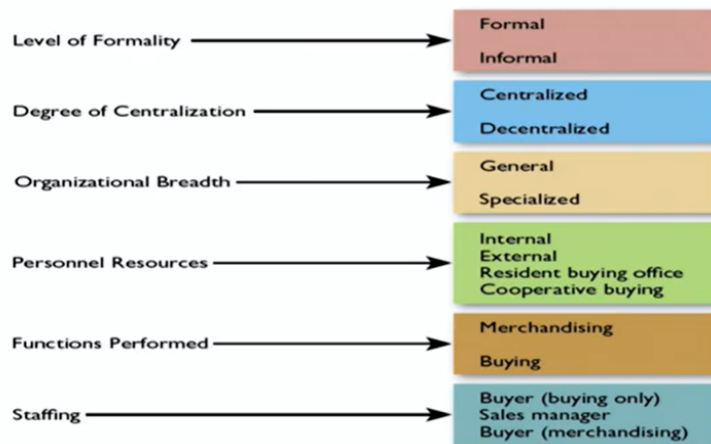 Level of Formality
Formal
Informal
Degree of Centralization
Centralized
Decentralized
Organizational Breadth
General
Specialized
Personnel Resources
Internal
External
Resident buying office
Cooperative buying
Functions Performed
Merchandising
Buying
Staffing
Buyer (buying only)
Sales manager
Buyer (merchandising)